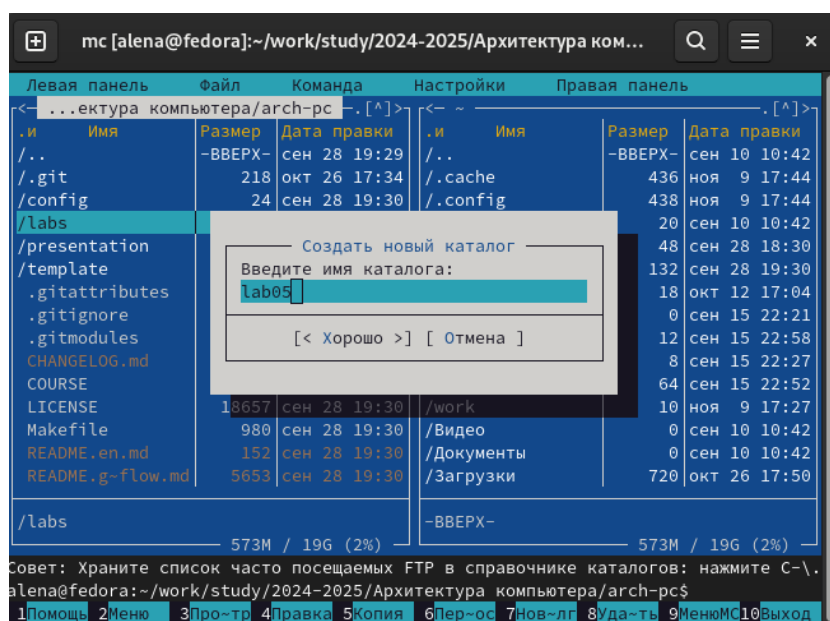 mc [alena@fedora]:~/work/study/2024-2025/Архитектура ком...
Левая панель Файл Команда Настройки Правая панель
<— ...ектура компьютера/arch-pc —.[^]>
.и Имя Размер Дата правки
/.. -ВВЕРХ- сен 28 19:29
/.git 218 окт 26 17:34
/config 24 сен 28 19:30
/labs
/presentation
/template
.gitattributes
.gitignore
.gitmodules
CHANGELOG.md
COURSE
LICENSE 18657 сен 28 19:30
Makefile 980 сен 28 19:30
README.en.md 152 сен 28 19:30
README.g~flow.md 5653 сен 28 19:30
/labs
573M / 19G (2%)
<— ~ —.[^]>
.и Имя Размер Дата правки
/.. -ВВЕРХ- сен 10 10:42
/.cache 436 ноя 9 17:44
/.config 438 ноя 9 17:44
20 сен 10 10:42
48 сен 28 18:30
132 сен 28 19:30
18 окт 12 17:04
0 сен 15 22:21
12 сен 15 22:58
8 сен 15 22:27
64 сен 15 22:52
/work 10 ноя 9 17:27
/Видео 0 сен 10 10:42
/Документы 0 сен 10 10:42
/Загрузки 720 окт 26 17:50
-ВВЕРХ-
573M / 19G (2%)
Создать новый каталог
Введите имя каталога:
lab05
[< Хорошо >] [ Отмена ]
Совет: Храните список часто посещаемых FTP в справочнике каталогов: нажмите C-\.
alena@fedora:~/work/study/2024-2025/Архитектура компьютера/arch-pc$
1Помощь 2Меню 3Про~тр 4Правка 5Копия 6Пер~ос 7Нов~лг 8Уда~ть 9МенюMC 10Выход